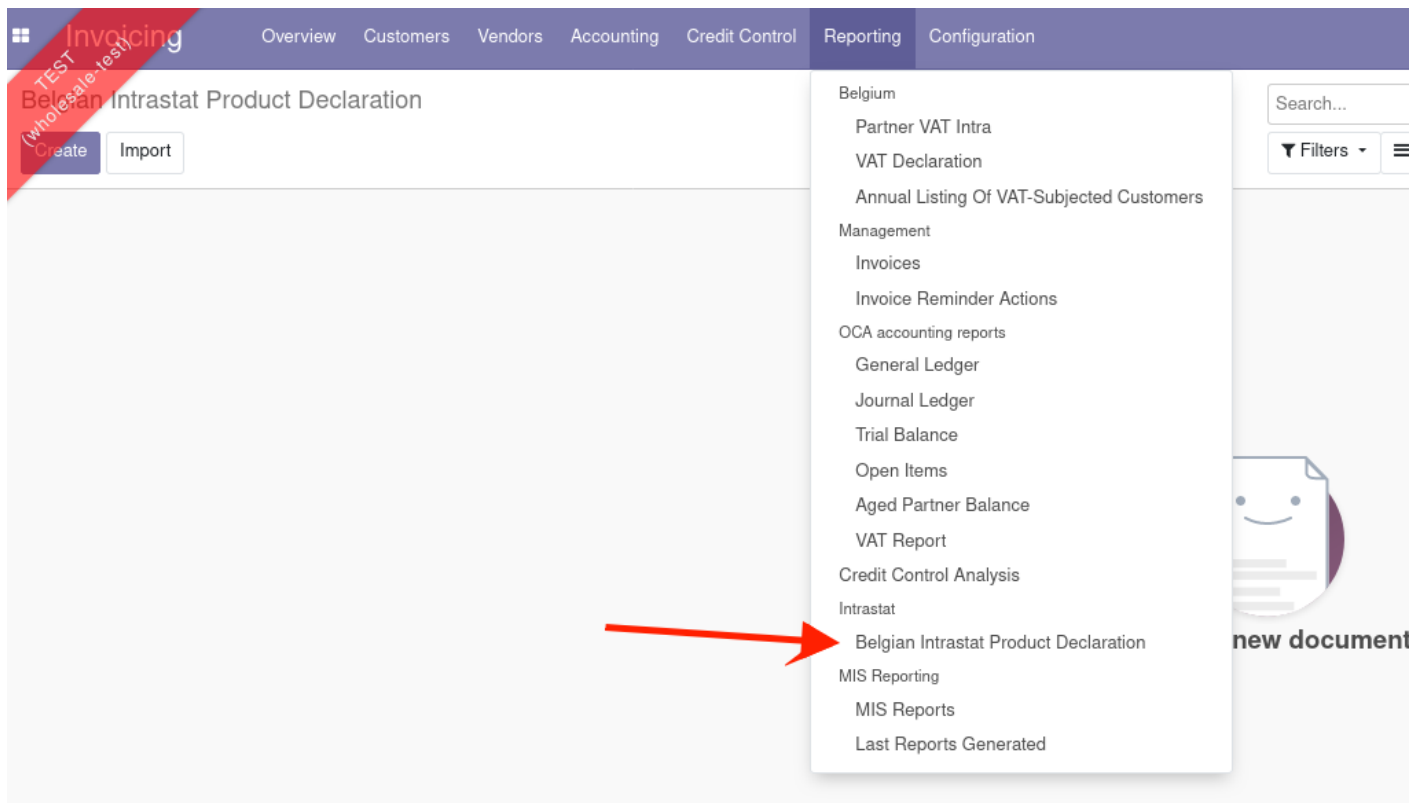 Invoicing
Overview Customers Vendors Accounting Credit Control Reporting Configuration
TEST
(wholesale-test)
Belgian Intrastat Product Declaration
Create Import
Search...
Filters
Belgium
Partner VAT Intra
VAT Declaration
Annual Listing Of VAT-Subjected Customers
Management
Invoices
Invoice Reminder Actions
OCA accounting reports
General Ledger
Journal Ledger
Trial Balance
Open Items
Aged Partner Balance
VAT Report
Credit Control Analysis
Intrastat
Belgian Intrastat Product Declaration
MIS Reporting
MIS Reports
Last Reports Generated
new document